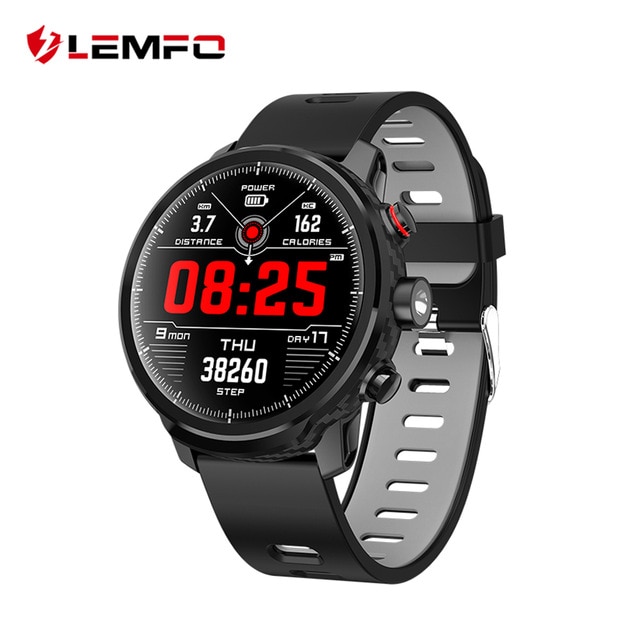 LEMFO
POWER
KM
KC
3.7
162
DISTANCE
CALORIES
PM
08:25
9 MON
DAY 17
THU
38260
STEP